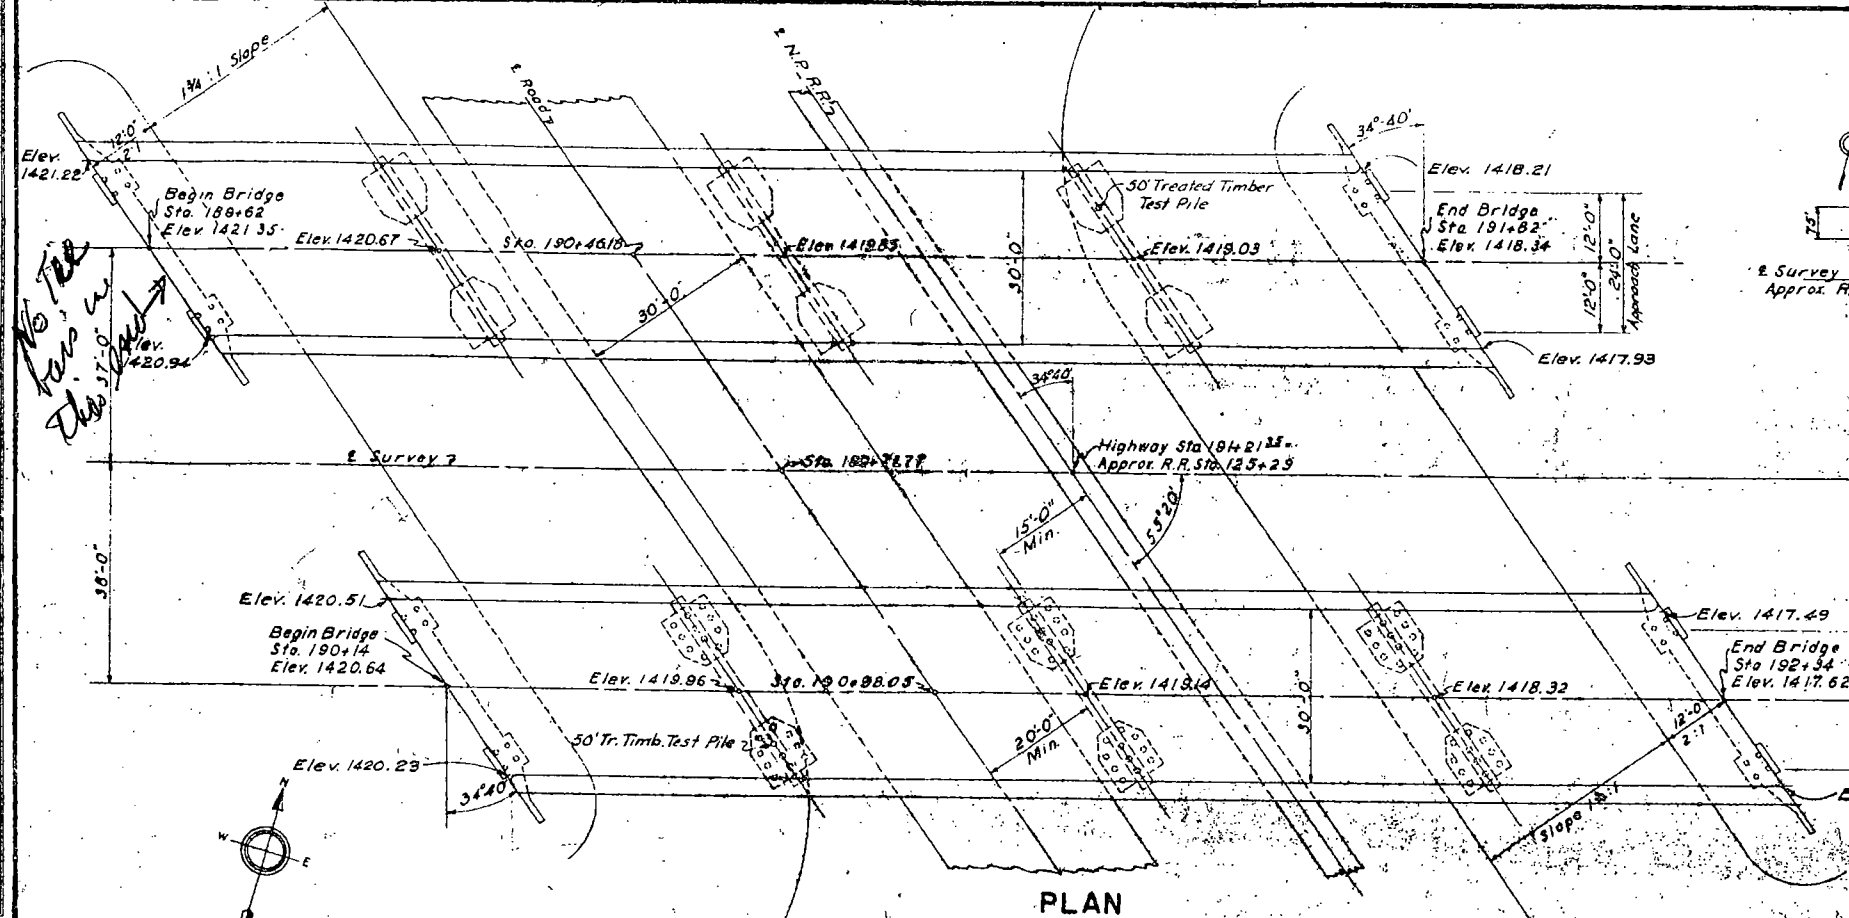 1¾ : 1 Slope
℄ Road
℄ N.P.R.R.
12'-0"
2:1
Elev.
1421.22
Begin Bridge
Sta. 189+62
Elev. 1421.35
Elev. 1420.67
Sta. 190+46.18
Elev. 1419.85
50' Treated Timber
Test Pile
Elev. 1419.03
34°-40'
Elev. 1418.21
End Bridge
Sta 191+82
Elev. 1418.34
12'-0"
12'-0"
24'-0"
Approach Lane
75'
℄ Survey
Approx. R
No
in
This
37'-0"
Elev.
1420.94
30'-0"
30'-0"
Elev. 1417.93
34°40'
℄ Survey
Highway Sta 191+21.35
Approx. R.R. Sta. 125+29
55°20'
15'-0"
Min.
38'-0"
Elev. 1420.51
Begin Bridge
Sta. 190+14
Elev. 1420.64
Elev. 1419.96
Sta. 190+98.05
Elev. 1419.14
Elev. 1418.32
30'-0"
Elev. 1417.49
End Bridge
Sta 192+34
Elev. 1417.62
12'-0"
2:1
50' Tr. Timb. Test Pile
20'-0"
Min.
Elev. 1420.23
34°40'
Slope
E
N
W
E
PLAN